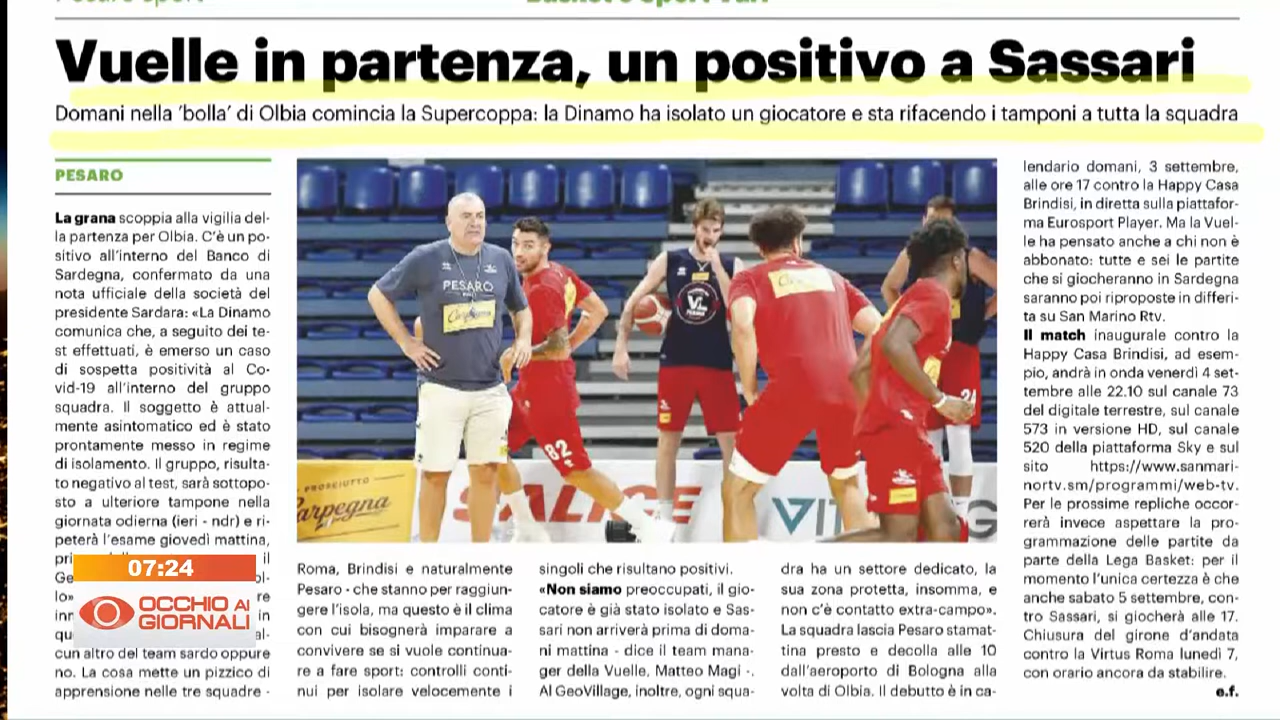 Vuelle in partenza, un positivo a Sassari
Domani nella 'bolla' di Olbia comincia la Supercoppa: la Dinamo ha isolato un giocatore e sta rifacendo i tamponi a tutta la squadra
PESARO
La grana scoppia alla vigilia del-
la partenza per Olbia. C'è un po-
sitivo all'interno del Banco di
Sardegna, confermato da una
nota ufficiale della società del
presidente Sardara: «La Dinamo
comunica che, a seguito dei te-
st effettuati, è emerso un caso
di sospetta positività al Co-
vid-19 all'interno del gruppo
squadra. Il soggetto è attual-
mente asintomatico ed è stato
prontamente messo in regime
di isolamento. Il gruppo, risulta-
to negativo al test, sarà sottopo-
sto a ulteriore tampone nella
giornata odierna (ieri - ndr) e ri-
peterà l'esame giovedì mattina,
il
Ge
lo»
re
qu
cun altro del team sardo oppure
no. La cosa mette un pizzico di
apprensione nelle tre squadre -
07:24
OCCHIO AI
GIORNALI
PESARO
Carpegna
82
24
PROSCIUTTO
Carpegna
SALICE
VIT
G
Roma, Brindisi e naturalmente
Pesaro - che stanno per raggiun-
gere l'isola, ma questo è il clima
con cui bisognerà imparare a
convivere se si vuole continua-
re a fare sport: controlli conti-
nui per isolare velocemente i
singoli che risultano positivi.
«Non siamo preoccupati, il gio-
catore è già stato isolato e Sas-
sari non arriverà prima di doma-
ni mattina - dice il team mana-
ger della Vuelle, Matteo Magi -.
Al GeoVillage, inoltre, ogni squa-
dra ha un settore dedicato, la
sua zona protetta, insomma, e
non c'è contatto extra-campo».
La squadra lascia Pesaro stamat-
tina presto e decolla alle 10
dall'aeroporto di Bologna alla
volta di Olbia. Il debutto è in ca-
lendario domani, 3 settembre,
alle ore 17 contro la Happy Casa
Brindisi, in diretta sulla piattafor-
ma Eurosport Player. Ma la Vuel-
le ha pensato anche a chi non è
abbonato: tutte e sei le partite
che si giocheranno in Sardegna
saranno poi riproposte in differi-
ta su San Marino Rtv.
Il match inaugurale contro la
Happy Casa Brindisi, ad esem-
pio, andrà in onda venerdì 4 set-
tembre alle 22.10 sul canale 73
del digitale terrestre, sul canale
573 in versione HD, sul canale
520 della piattaforma Sky e sul
sito https://www.sanmari-
nortv.sm/programmi/web-tv.
Per le prossime repliche occor-
rerà invece aspettare la pro-
grammazione delle partite da
parte della Lega Basket: per il
momento l'unica certezza è che
anche sabato 5 settembre, con-
tro Sassari, si giocherà alle 17.
Chiusura del girone d'andata
contro la Virtus Roma lunedì 7,
con orario ancora da stabilire.
e.f.